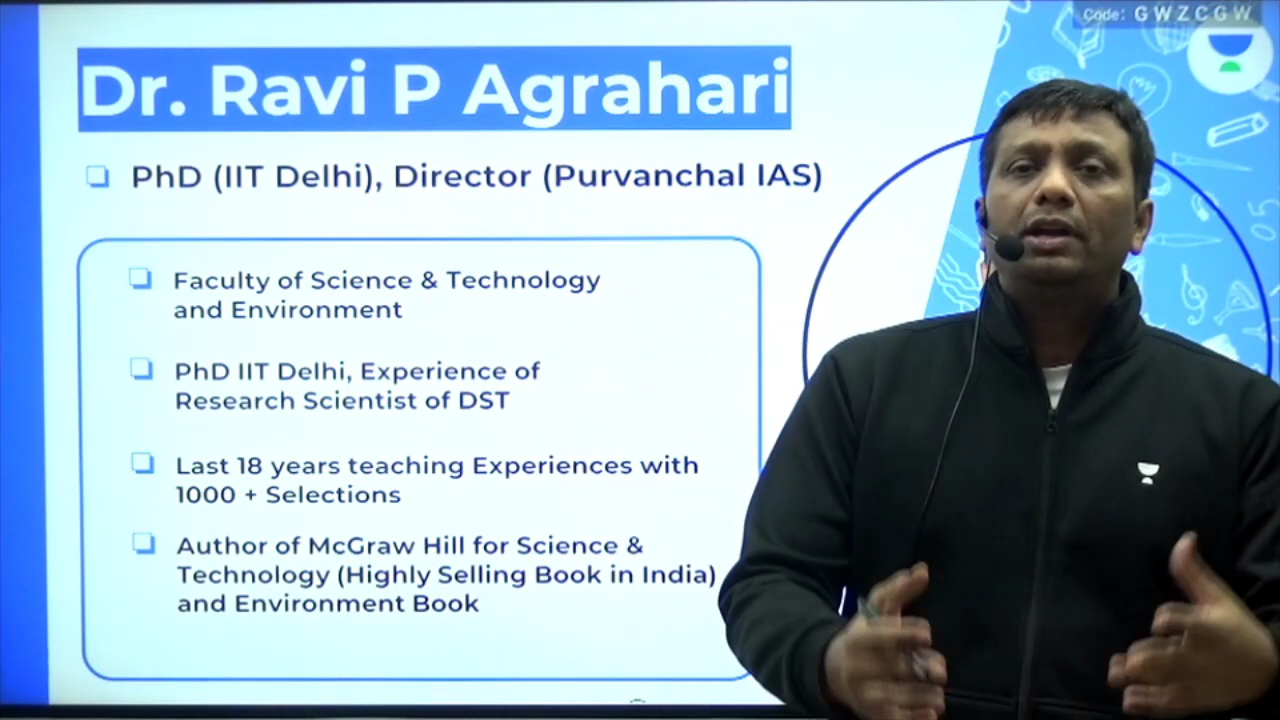 Code: GWZCGW
Dr. Ravi P Agrahari
PhD (IIT Delhi), Director (Purvanchal IAS)
Faculty of Science & Technology
and Environment
PhD IIT Delhi, Experience of
Research Scientist of DST
Last 18 years teaching Experiences with
1000 + Selections
Author of McGraw Hill for Science &
Technology (Highly Selling Book in India)
and Environment Book
05